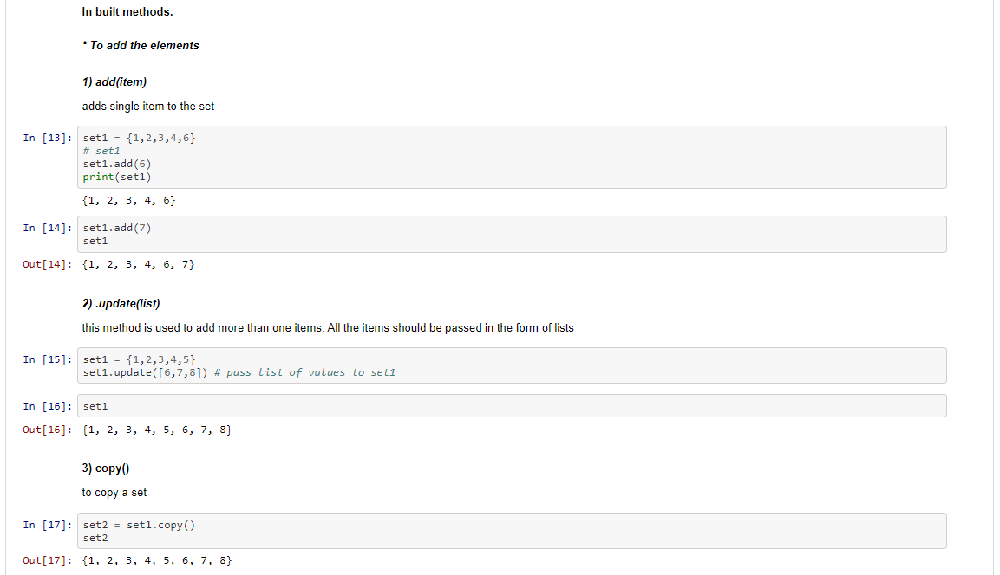 In built methods.
* To add the elements
1) add(item)
adds single item to the set
In [13]: set1 = {1,2,3,4,6}
# set1
set1.add(6)
print(set1)
{1, 2, 3, 4, 6}
In [14]: set1.add(7)
set1
Out[14]: {1, 2, 3, 4, 6, 7}
2) .update(list)
this method is used to add more than one items. All the items should be passed in the form of lists
In [15]: set1 = {1,2,3,4,5}
set1.update([6,7,8]) # pass list of values to set1
In [16]: set1
Out[16]: {1, 2, 3, 4, 5, 6, 7, 8}
3) copy()
to copy a set
In [17]: set2 = set1.copy()
set2
Out[17]: {1, 2, 3, 4, 5, 6, 7, 8}